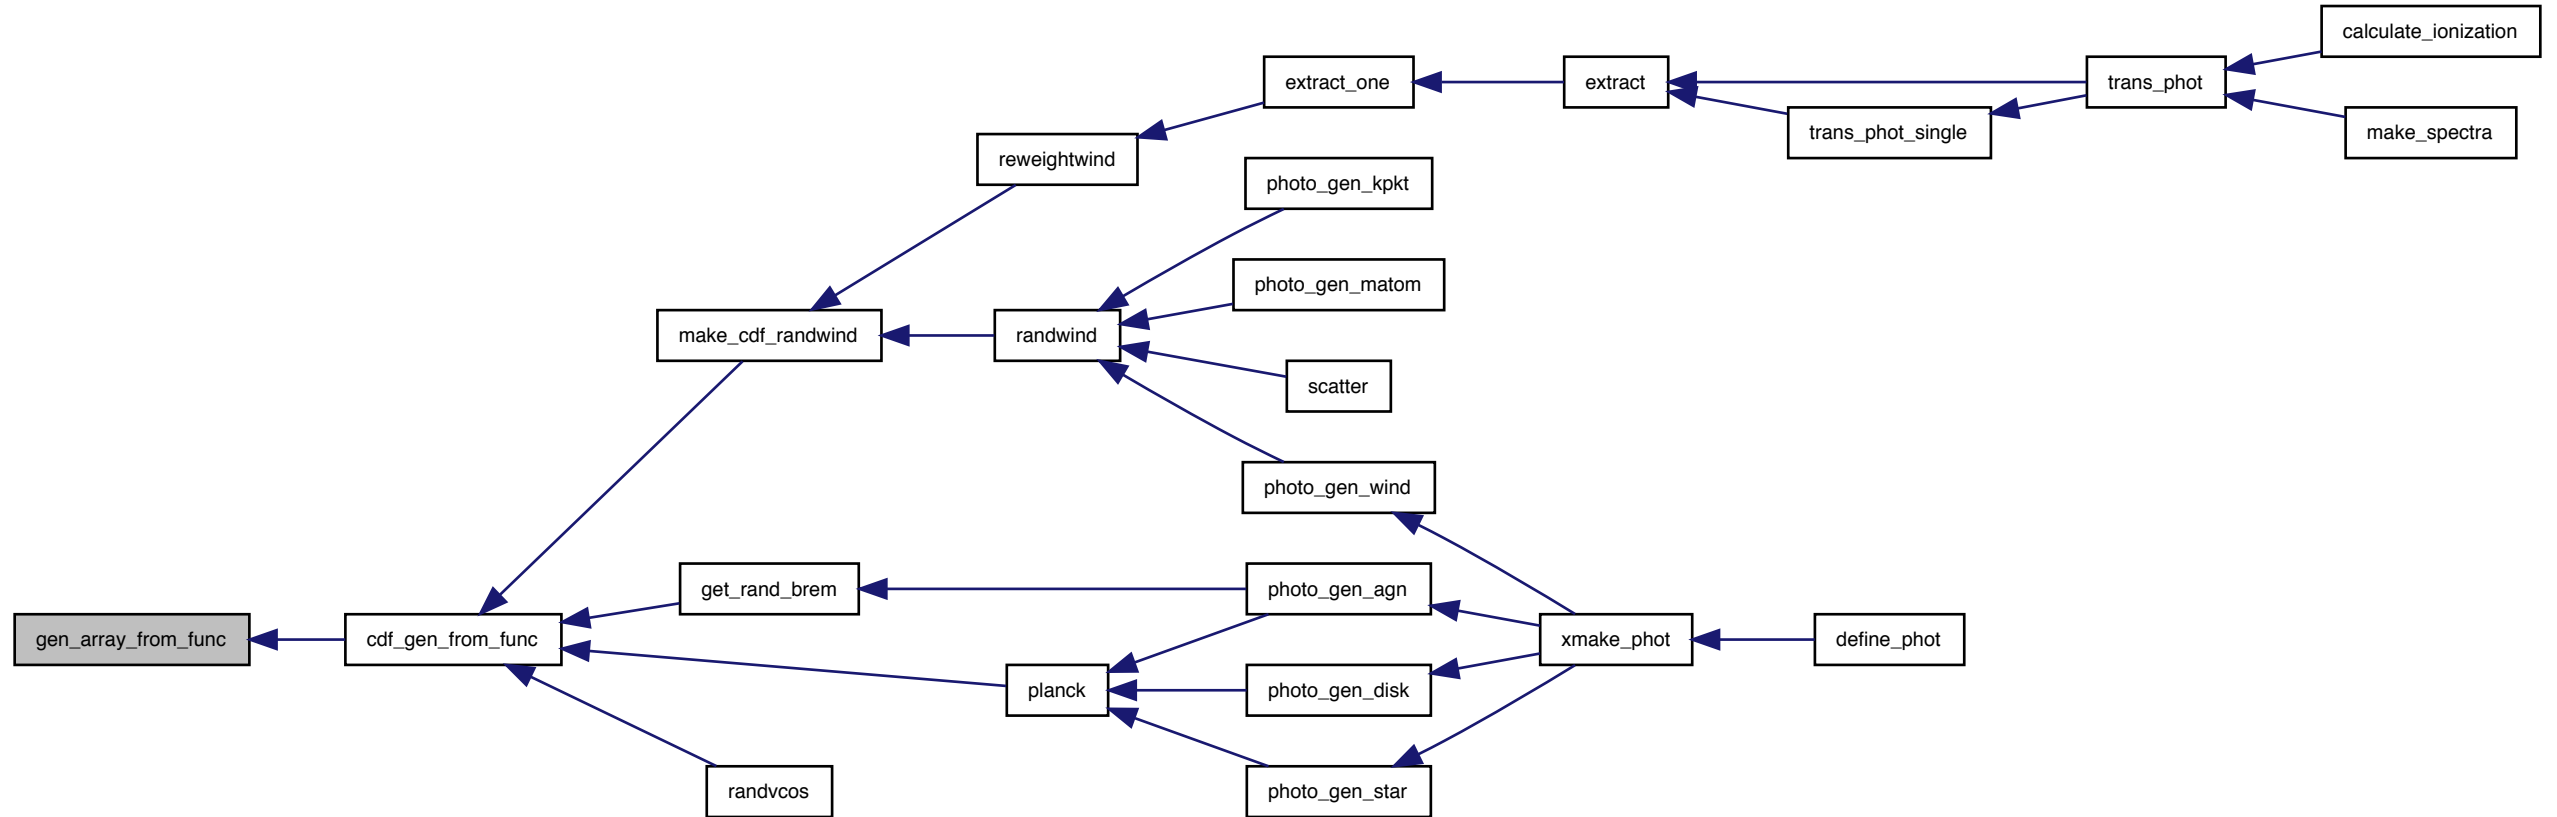 calculate_ionization
extract_one
extract
trans_phot
trans_phot_single
make_spectra
reweightwind
photo_gen_kpkt
photo_gen_matom
make_cdf_randwind
randwind
scatter
photo_gen_wind
get_rand_brem
photo_gen_agn
gen_array_from_func
cdf_gen_from_func
xmake_phot
define_phot
planck
photo_gen_disk
randvcos
photo_gen_star